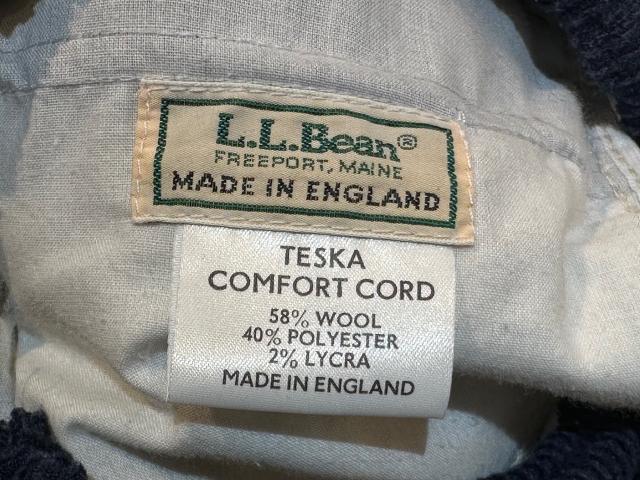 L.L.Bean®
FREEPORT, MAINE
MADE IN ENGLAND
TESKA
COMFORT CORD
58% WOOL
40% POLYESTER
2% LYCRA
MADE IN ENGLAND